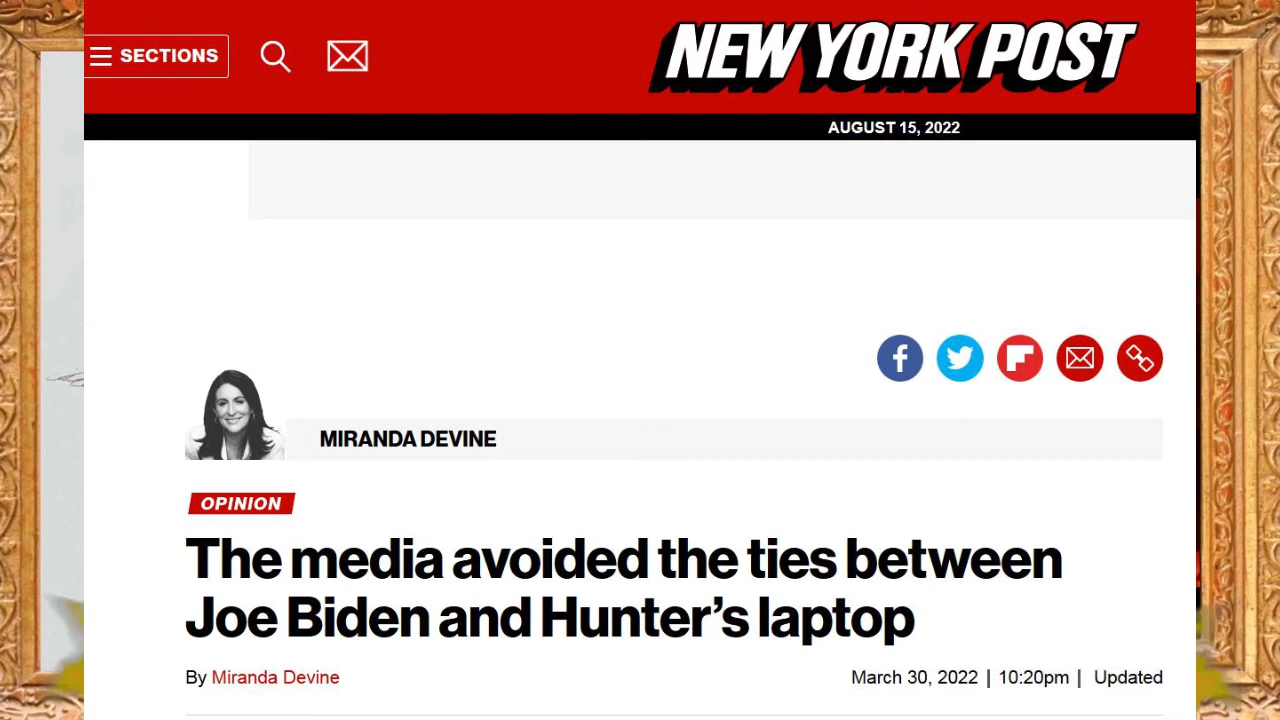 SECTIONS
NEW YORK POST
AUGUST 15, 2022
MIRANDA DEVINE
OPINION
The media avoided the ties between
Joe Biden and Hunter’s laptop
By Miranda Devine
March 30, 2022 | 10:20pm | Updated